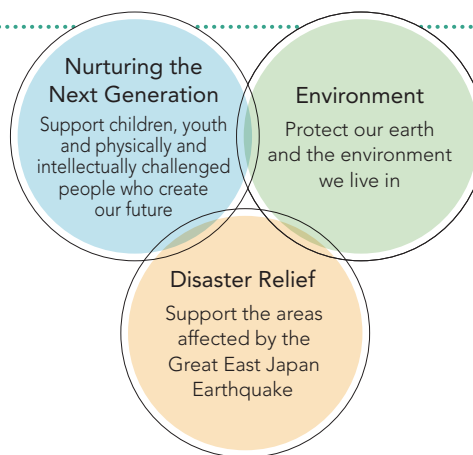 Nurturing the
Next Generation
Support children, youth
and physically and
intellectually challenged
people who create
our future
Environment
Protect our earth
and the environment
we live in
Disaster Relief
Support the areas
affected by the
Great East Japan
Earthquake